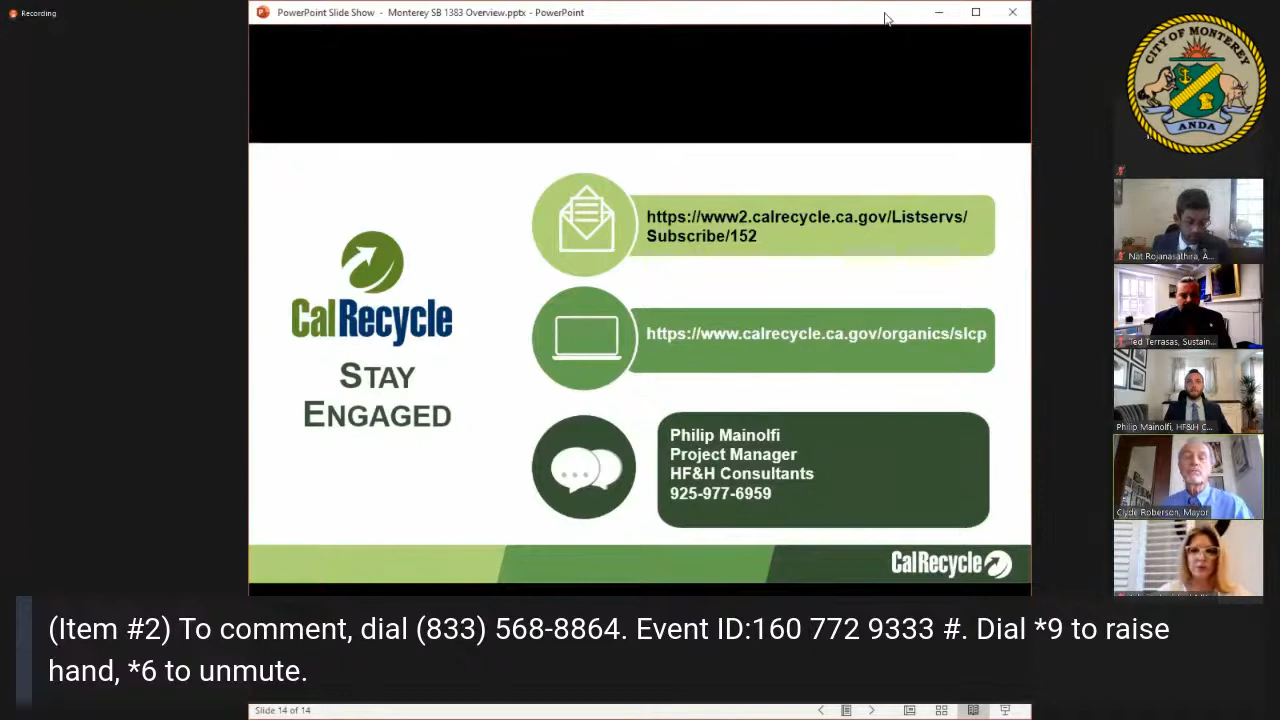 Recording
PowerPoint Slide Show - Monterey SB 1383 Overview.pptx - PowerPoint
CITY OF MONTEREY
ANDA
https://www2.calrecycle.ca.gov/Listservs/
Subscribe/152
CalRecycle
STAY
ENGAGED
https://www.calrecycle.ca.gov/organics/slcp
Philip Mainolfi
Project Manager
HF&H Consultants
925-977-6959
CalRecycle
Nat Rojanasathira, A...
Ted Terrasas, Sustain...
Philip Mainolfi, HF&H C...
Clyde Roberson, Mayor
(Item #2) To comment, dial (833) 568-8864. Event ID:160 772 9333 #. Dial *9 to raise
hand, *6 to unmute.
Slide 14 of 14